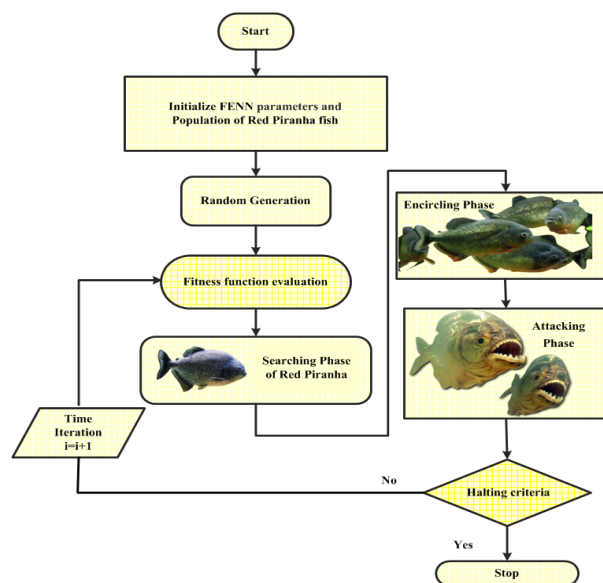 Start
Initialize FENN parameters and
Population of Red Piranha fish
Random Generation
Fitness function evaluation
Searching Phase
of Red Piranha
Encircling Phase
Attacking
Phase
Halting criteria
No
Time
Iteration
i=i+1
Yes
Stop